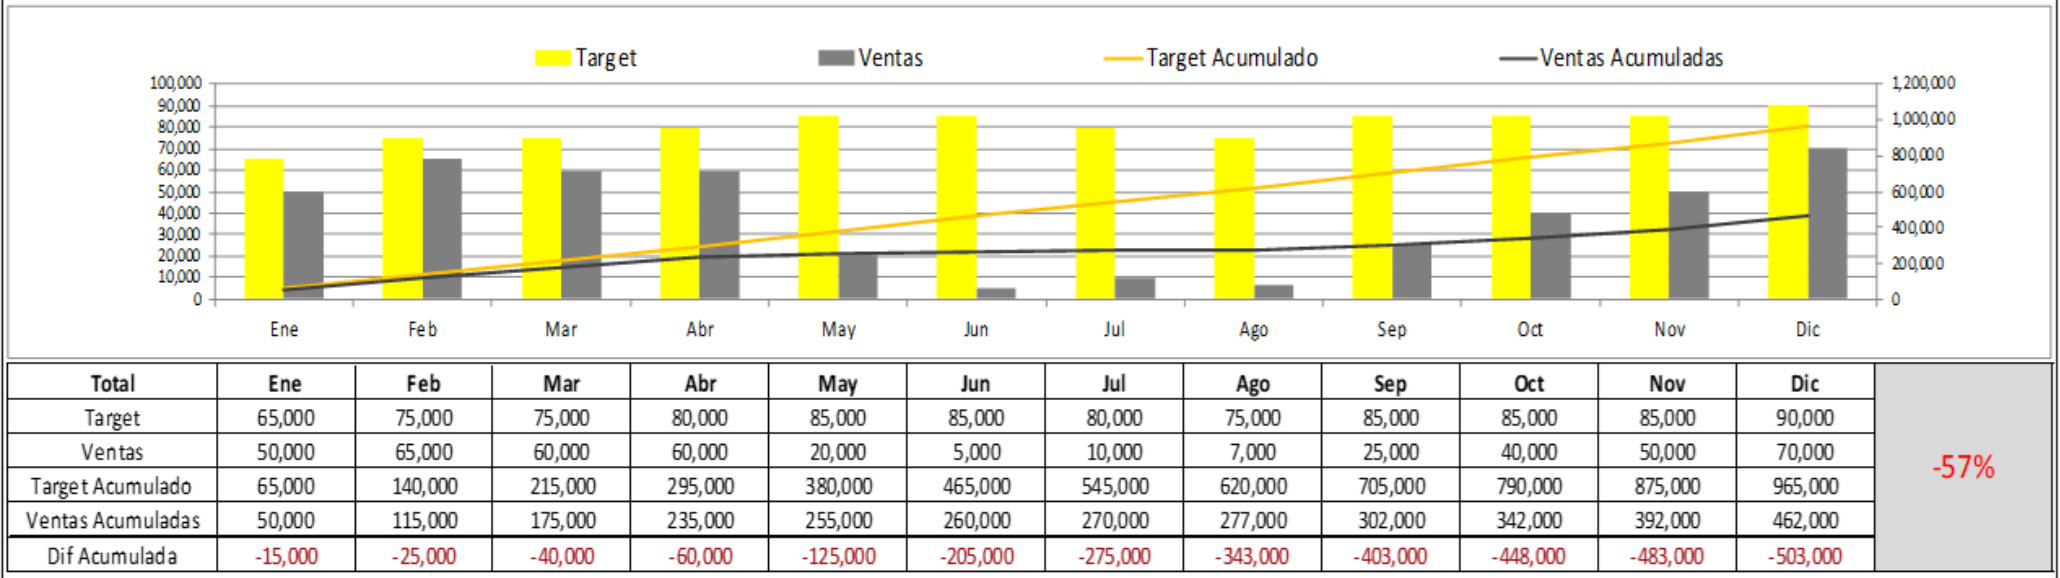 Target Ventas Target Acumulado Ventas Acumuladas
100,000 1,200,000
90,000
80,000 1,000,000
70,000
60,000 800,000
50,000 600,000
40,000
30,000 400,000
20,000
10,000 200,000
0 0
Ene Feb Mar Abr May Jun Jul Ago Sep Oct Nov Dic
Total Ene Feb Mar Abr May Jun Jul Ago Sep Oct Nov Dic
Target 65,000 75,000 75,000 80,000 85,000 85,000 80,000 75,000 85,000 85,000 85,000 90,000
Ventas 50,000 65,000 60,000 60,000 20,000 5,000 10,000 7,000 25,000 40,000 50,000 70,000
-57%
Target Acumulado 65,000 140,000 215,000 295,000 380,000 465,000 545,000 620,000 705,000 790,000 875,000 965,000
Ventas Acumuladas 50,000 115,000 175,000 235,000 255,000 260,000 270,000 277,000 302,000 342,000 392,000 462,000
Dif Acumulada -15,000 -25,000 -40,000 -60,000 -125,000 -205,000 -275,000 -343,000 -403,000 -448,000 -483,000 -503,000